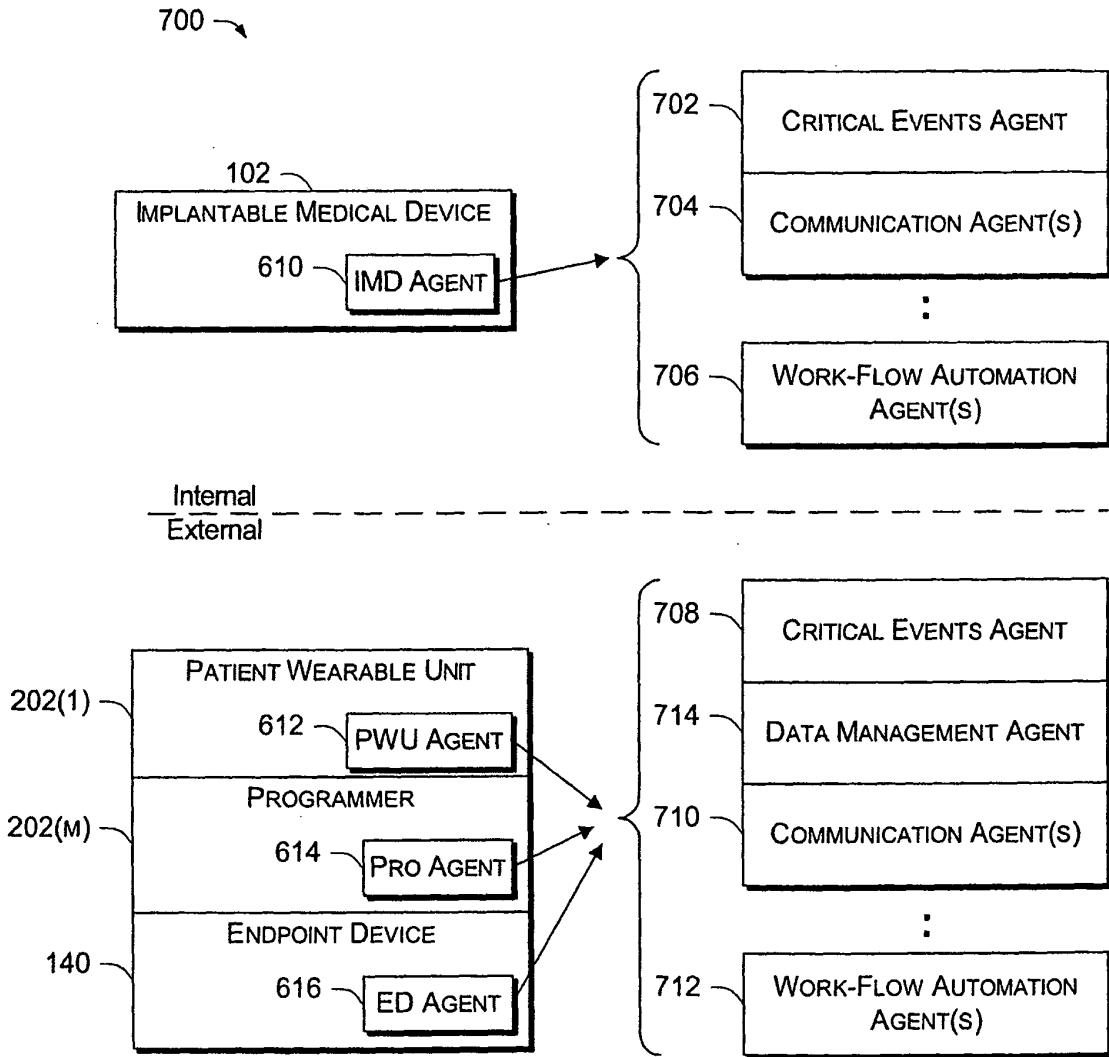 700
702
CRITICAL EVENTS AGENT
102
IMPLANTABLE MEDICAL DEVICE
704
COMMUNICATION AGENT(S)
610
IMD AGENT
:
706
WORK-FLOW AUTOMATION
AGENT(S)
Internal
External
708
CRITICAL EVENTS AGENT
PATIENT WEARABLE UNIT
202(1)
612
PWU AGENT
714
DATA MANAGEMENT AGENT
PROGRAMMER
202(M)
614
PRO AGENT
710
COMMUNICATION AGENT(S)
:
ENDPOINT DEVICE
140
616
ED AGENT
712
WORK-FLOW AUTOMATION
AGENT(S)